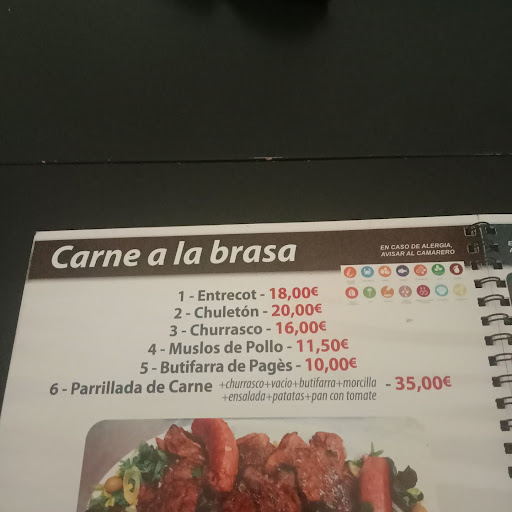 Carne a la brasa
EN CASO DE ALERGIA,
AVISAR AL CAMARERO
1 - Entrecot - 18,00€
2 - Chuletón - 20,00€
3 - Churrasco - 16,00€
4 - Muslos de Pollo - 11,50€
5 - Butifarra de Pagès - 10,00€
6 - Parrillada de Carne +churrasco+vacio+butifarra+morcilla - 35,00€
+ensalada+patatas+pan con tomate